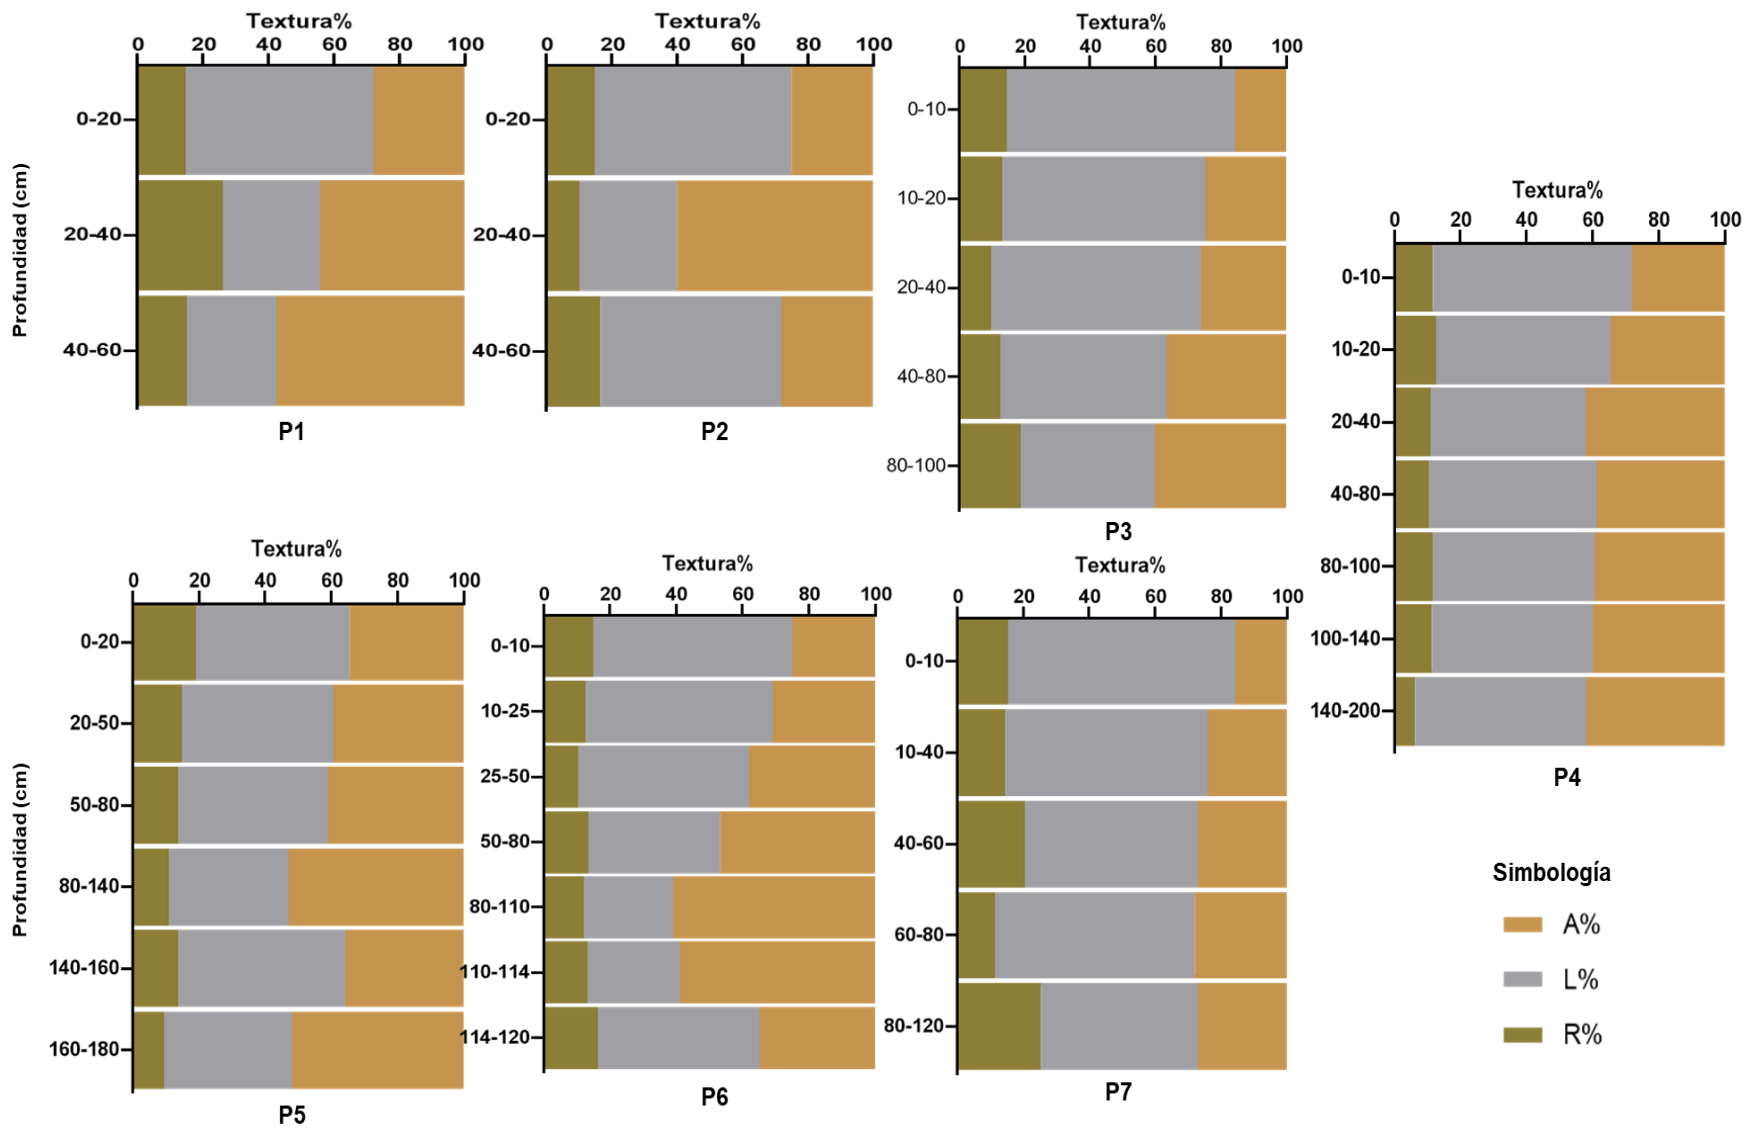 Textura%
0 20 40 60 80 100
Profundidad (cm)
0-20
20-40
40-60
P1
Textura%
0 20 40 60 80 100
0-20
20-40
40-60
P2
Textura%
0 20 40 60 80 100
0-10
10-20
20-40
40-80
80-100
P3
Textura%
0 20 40 60 80 100
0-10
10-20
20-40
40-80
80-100
100-140
140-200
P4
Textura%
0 20 40 60 80 100
Profundidad (cm)
0-20
20-50
50-80
80-140
140-160
160-180
P5
Textura%
0 20 40 60 80 100
0-10
10-25
25-50
50-80
80-110
110-114
114-120
P6
Textura%
0 20 40 60 80 100
0-10
10-40
40-60
60-80
80-120
P7
Simbología
A%
L%
R%